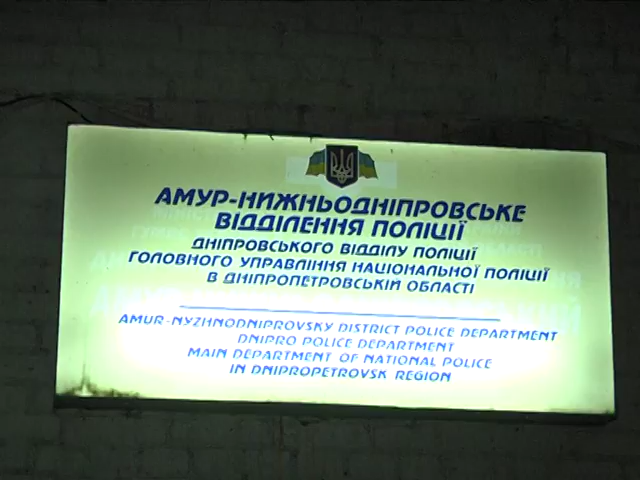 АМУР-НИЖНЬОДНІПРОВСЬКЕ
ВІДДІЛЕННЯ ПОЛІЦІЇ
ДНІПРОВСЬКОГО ВІДДІЛУ ПОЛІЦІЇ
ГОЛОВНОГО УПРАВЛІННЯ НАЦІОНАЛЬНОЇ ПОЛІЦІЇ
В ДНІПРОПЕТРОВСЬКІЙ ОБЛАСТІ
AMUR-NYZHNODNIPROVSKY DISTRICT POLICE DEPARTMENT
DNIPRO POLICE DEPARTMENT
MAIN DEPARTMENT OF NATIONAL POLICE
IN DNIPROPETROVSK REGION